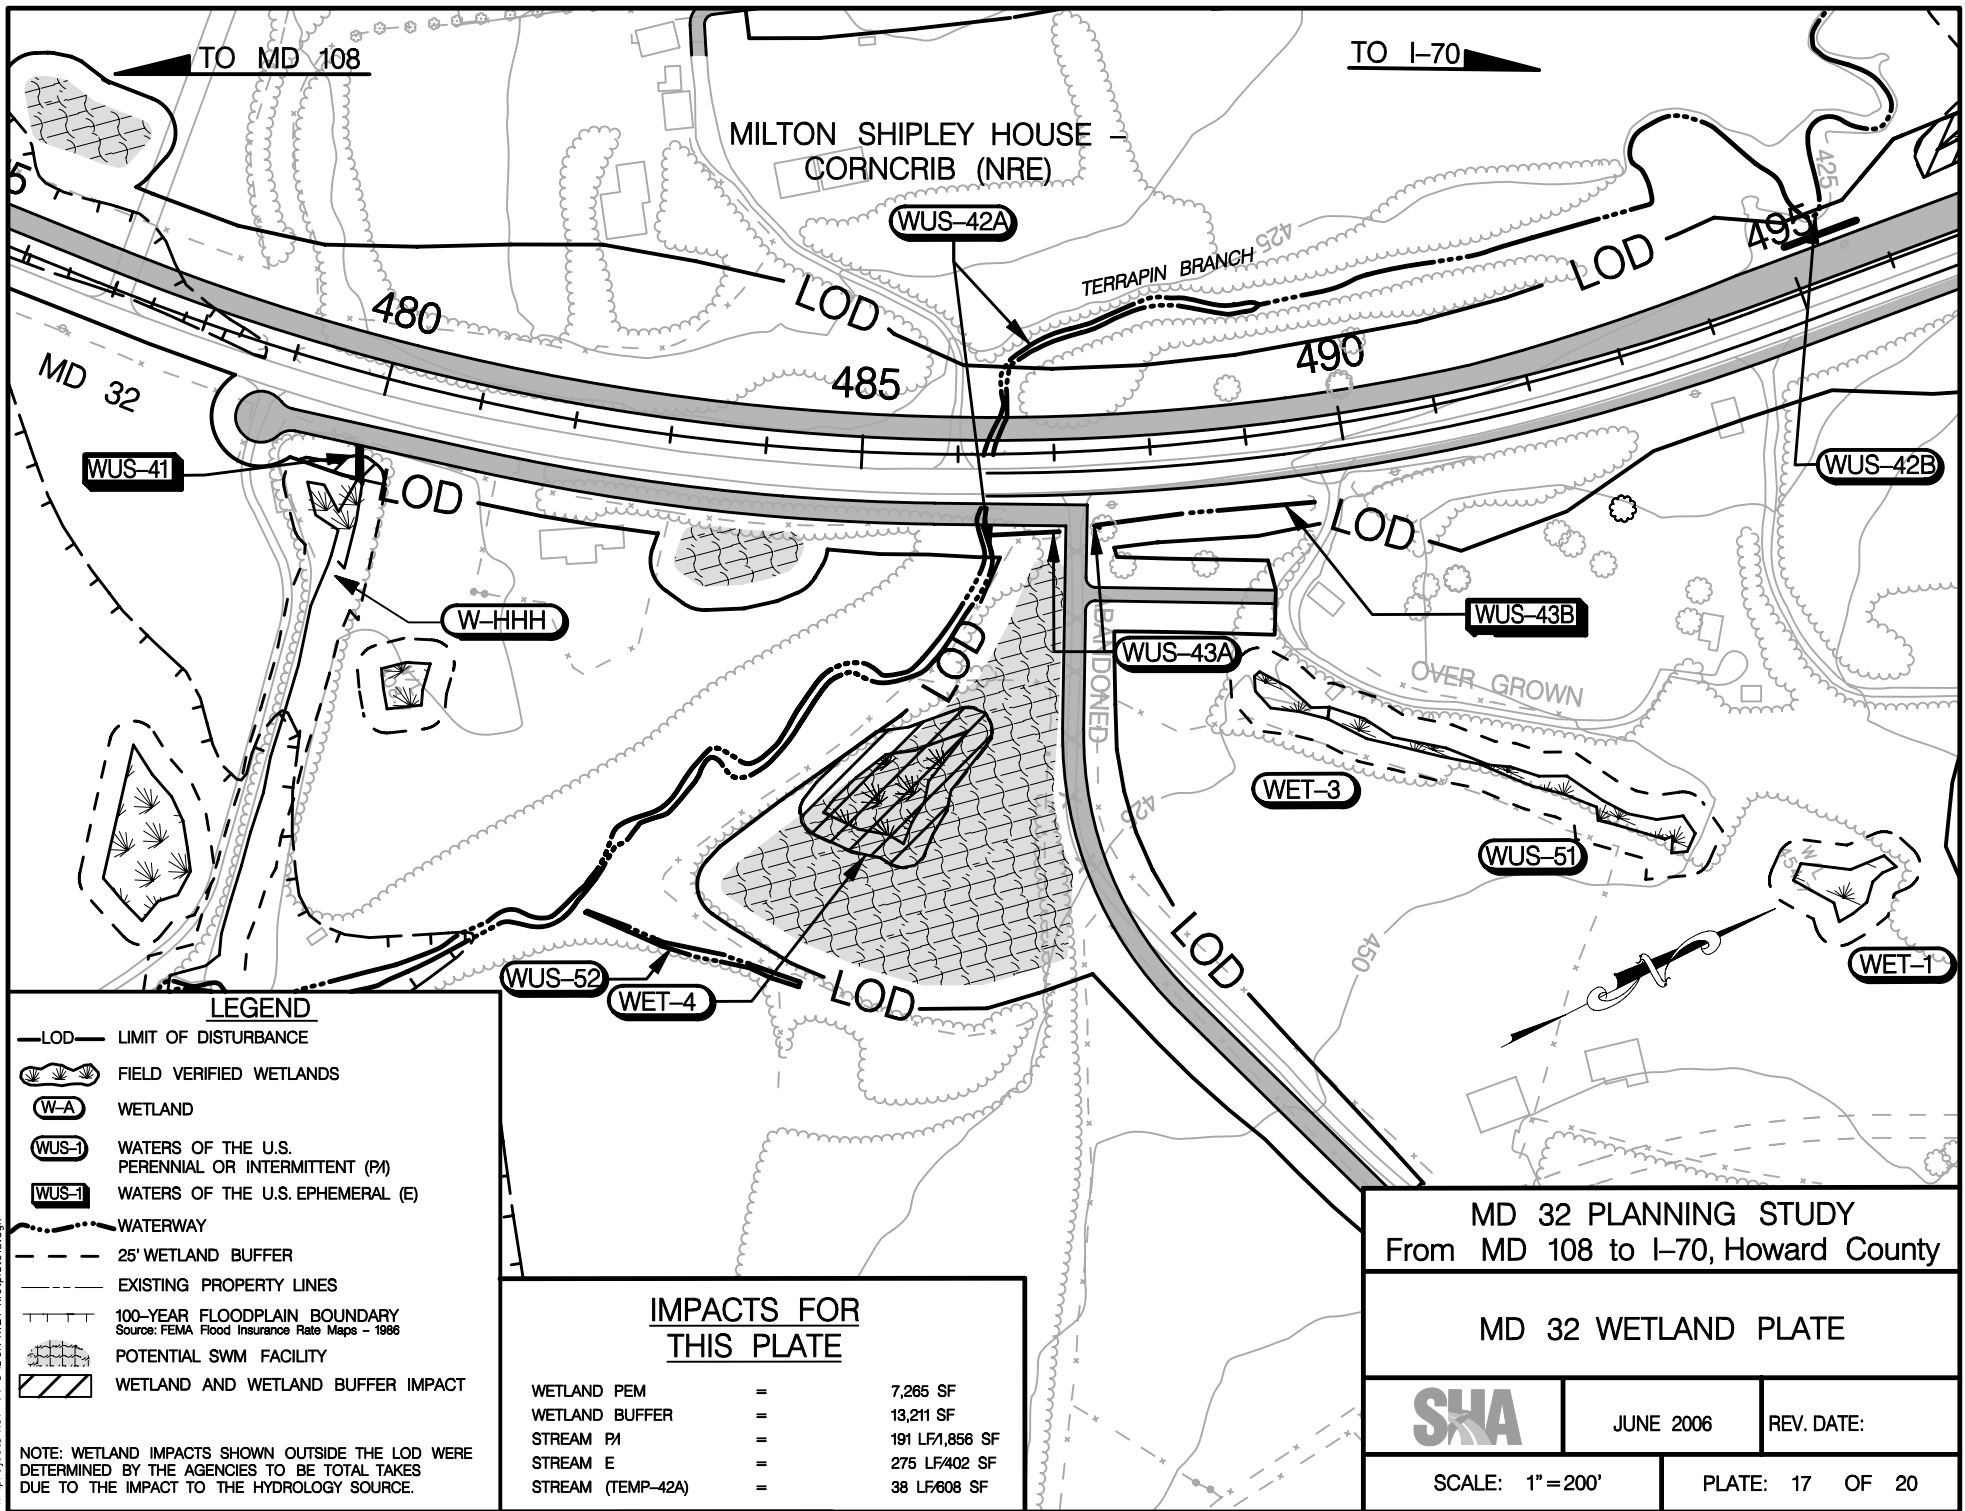 TO MD 108
TO I-70
MILTON SHIPLEY HOUSE -
CORNCRIB (NRE)
WUS-42A
425
425
495
TERRAPIN BRANCH
LOD
LOD
5
480
485
490
MD 32
WUS-41
LOD
WUS-42B
LOD
W-HHH
WUS-43B
LOD
WUS-43A
ABANDONED
OVER GROWN
WET-3
425
WUS-51
LOD
450
WET-1
WUS-52
WET-4
LOD
LEGEND
LOD LIMIT OF DISTURBANCE
FIELD VERIFIED WETLANDS
W-A WETLAND
WUS-1 WATERS OF THE U.S.
PERENNIAL OR INTERMITTENT (P/I)
WUS-1 WATERS OF THE U.S. EPHEMERAL (E)
WATERWAY
25' WETLAND BUFFER
EXISTING PROPERTY LINES
100-YEAR FLOODPLAIN BOUNDARY
Source: FEMA Flood Insurance Rate Maps - 1986
POTENTIAL SWM FACILITY
WETLAND AND WETLAND BUFFER IMPACT
NOTE: WETLAND IMPACTS SHOWN OUTSIDE THE LOD WERE
DETERMINED BY THE AGENCIES TO BE TOTAL TAKES
DUE TO THE IMPACT TO THE HYDROLOGY SOURCE.
IMPACTS FOR
THIS PLATE
WETLAND PEM = 7,265 SF
WETLAND BUFFER = 13,211 SF
STREAM P/I = 191 LF/1,856 SF
STREAM E = 275 LF/402 SF
STREAM (TEMP-42A) = 38 LF/608 SF
MD 32 PLANNING STUDY
From MD 108 to I-70, Howard County
MD 32 WETLAND PLATE
SHA
JUNE 2006
REV. DATE:
SCALE: 1"=200'
PLATE: 17 OF 20